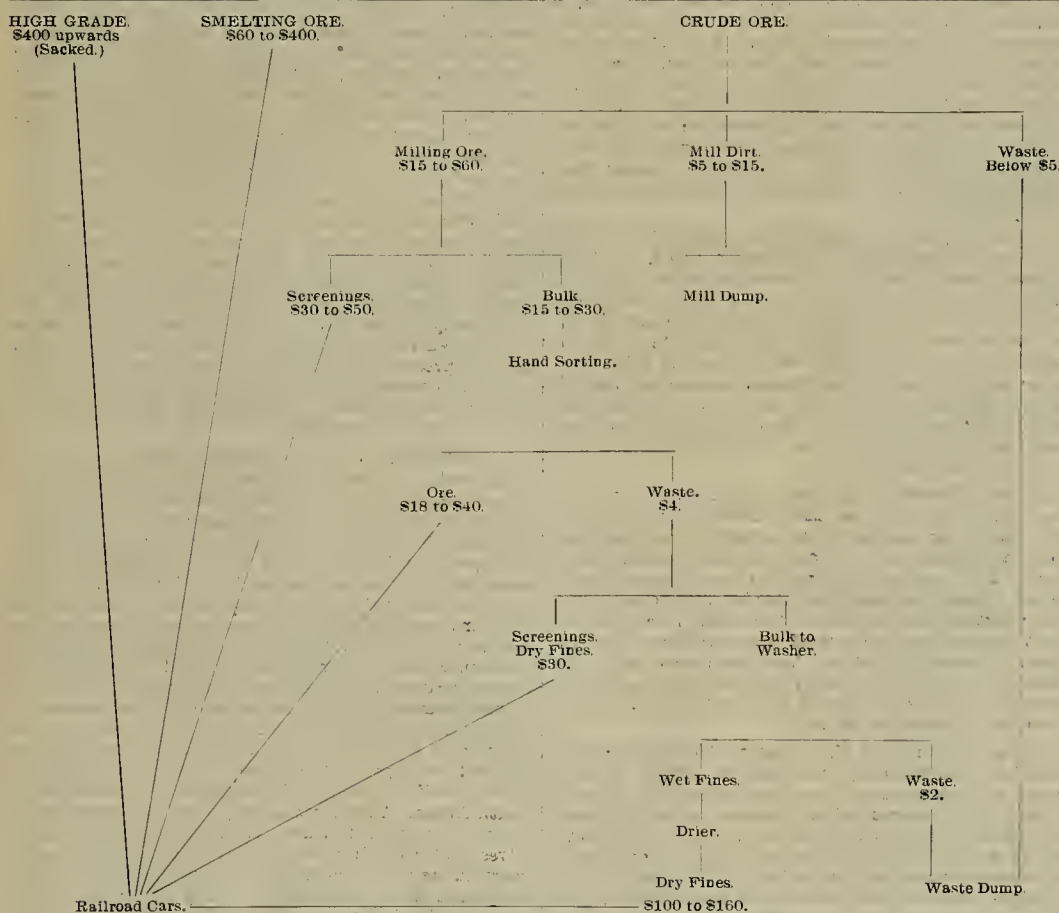 HIGH GRADE.
$400 upwards
(Sacked.)
SMELTING ORE.
$60 to $400.
CRUDE ORE.
Milling Ore.
$15 to $60.
Mill Dirt.
$5 to $15.
Waste.
Below $5.
Screenings.
$30 to $50.
Bulk.
$15 to $30.
Mill Dump.
Hand Sorting.
Ore.
$18 to $40.
Waste.
$4.
Screenings.
Dry Fines.
$30.
Bulk to
Washer.
Wet Fines.
Waste.
$2.
Drier.
Dry Fines.
$100 to $160.
Waste Dump.
Railroad Cars.